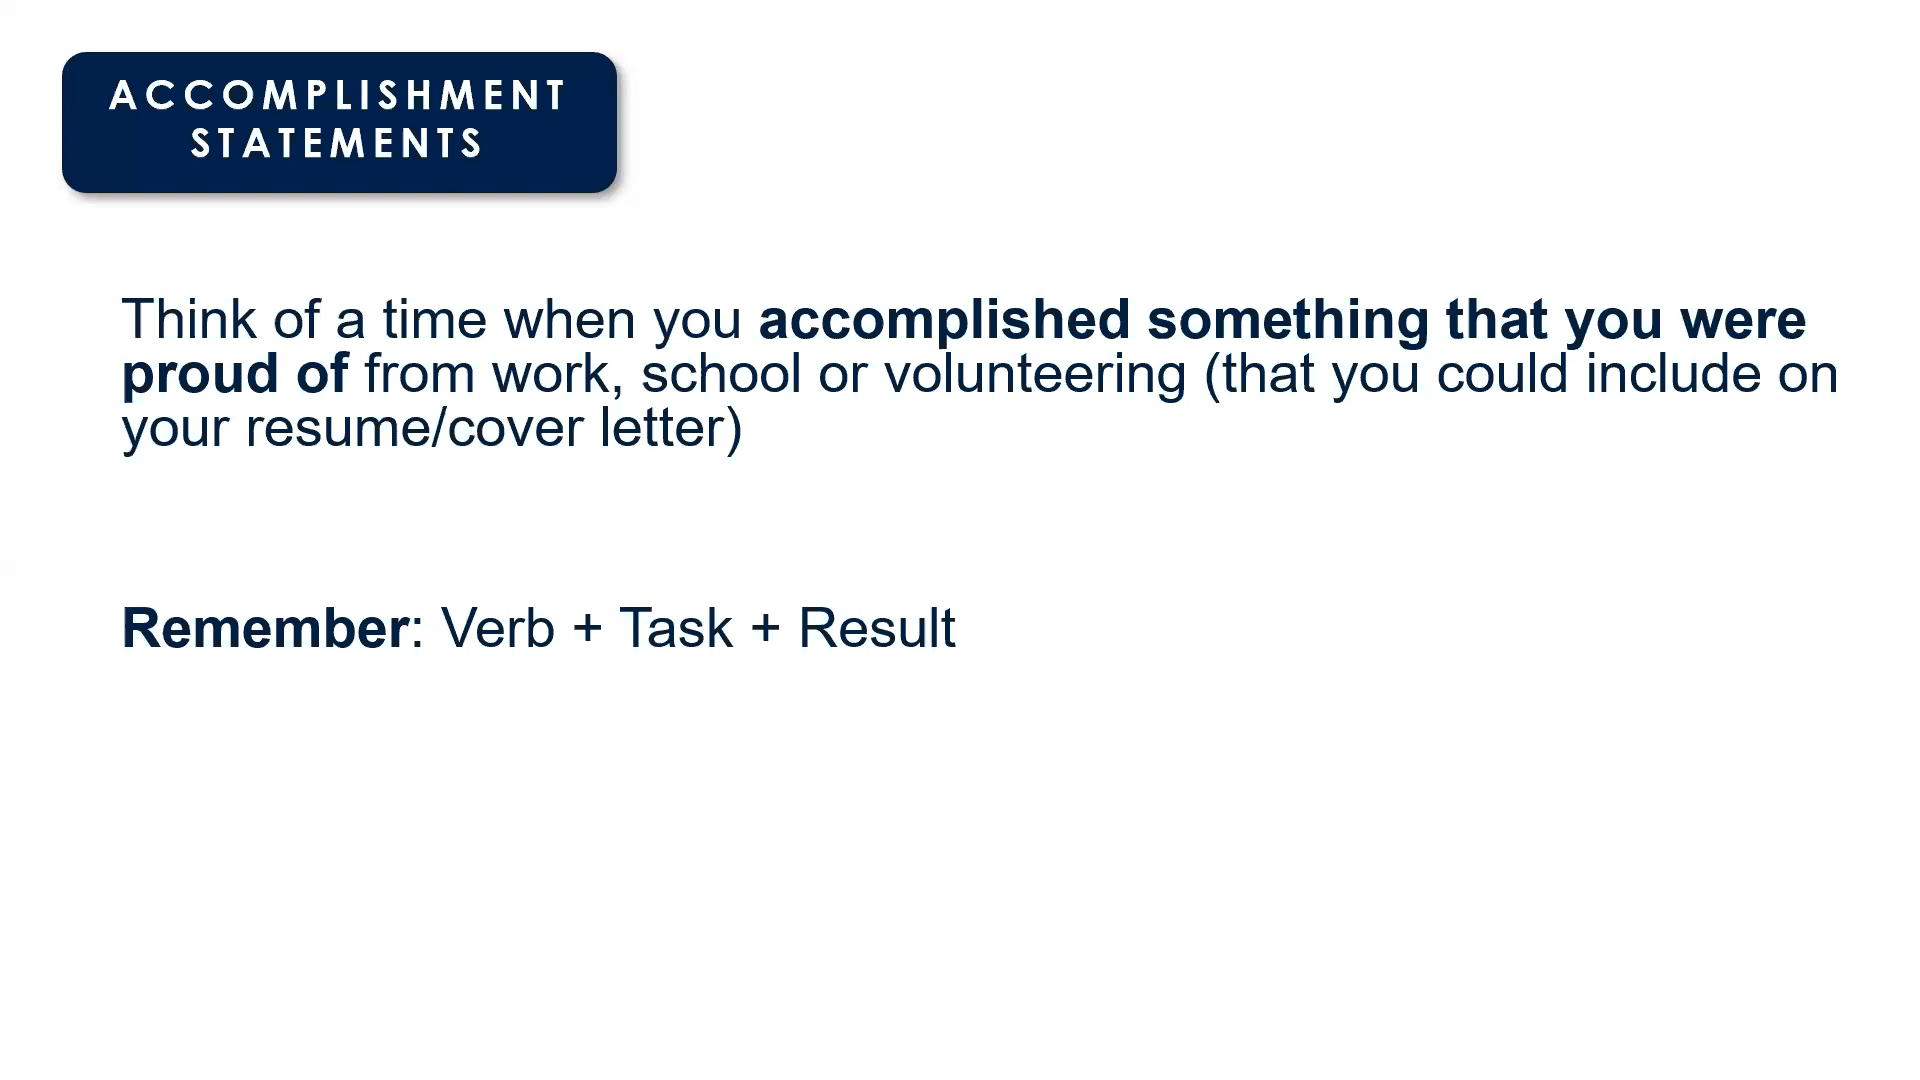 ACCOMPLISHMENT
STATEMENTS
Think of a time when you accomplished something that you were
proud of from work, school or volunteering (that you could include on
your resume/cover letter)
Remember: Verb + Task + Result